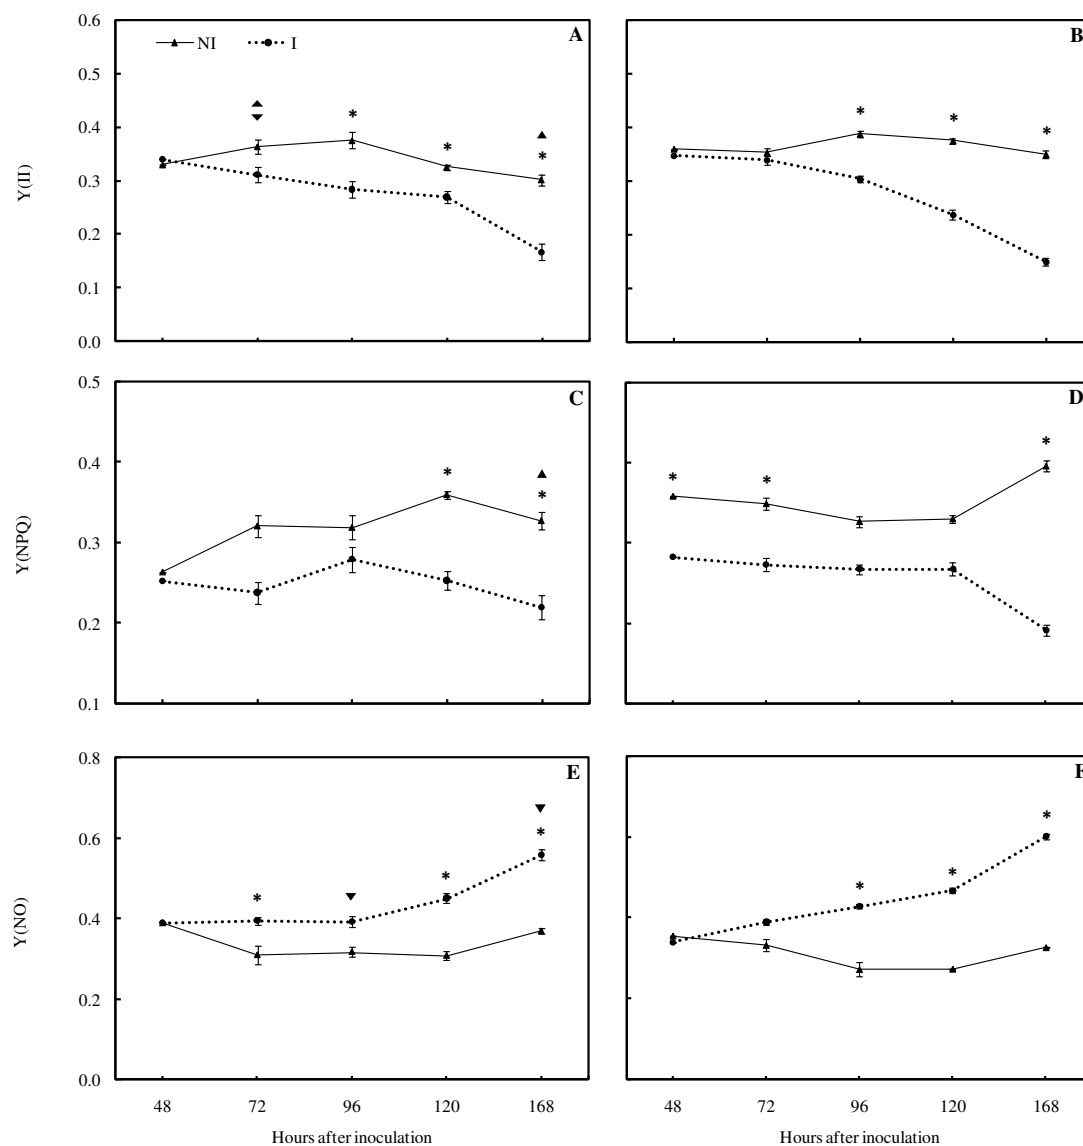 0.6
0.5
0.4
0.3
0.2
0.1
0.0
Y(II)
NI
I
A
*
*
*
B
*
*
*
0.5
0.4
0.3
0.2
0.1
Y(NPQ)
C
*
*
D
*
*
*
0.8
0.6
0.4
0.2
0.0
Y(NO)
E
*
*
*
F
*
*
*
48 72 96 120 168
48 72 96 120 168
Hours after inoculation
Hours after inoculation